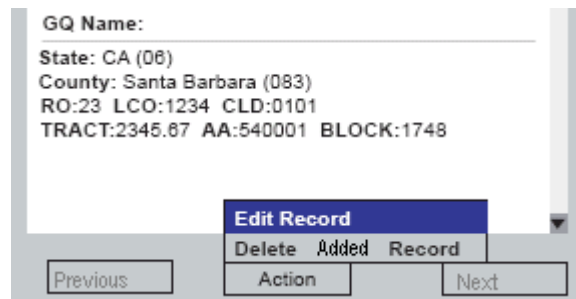 GQ Name:
State: CA (06)
County: Santa Barbara (083)
RO:23 LCO:1234 CLD:0101
TRACT:2345.67 AA:540001 BLOCK:1748
Edit Record
Delete Added Record
Previous Action Next